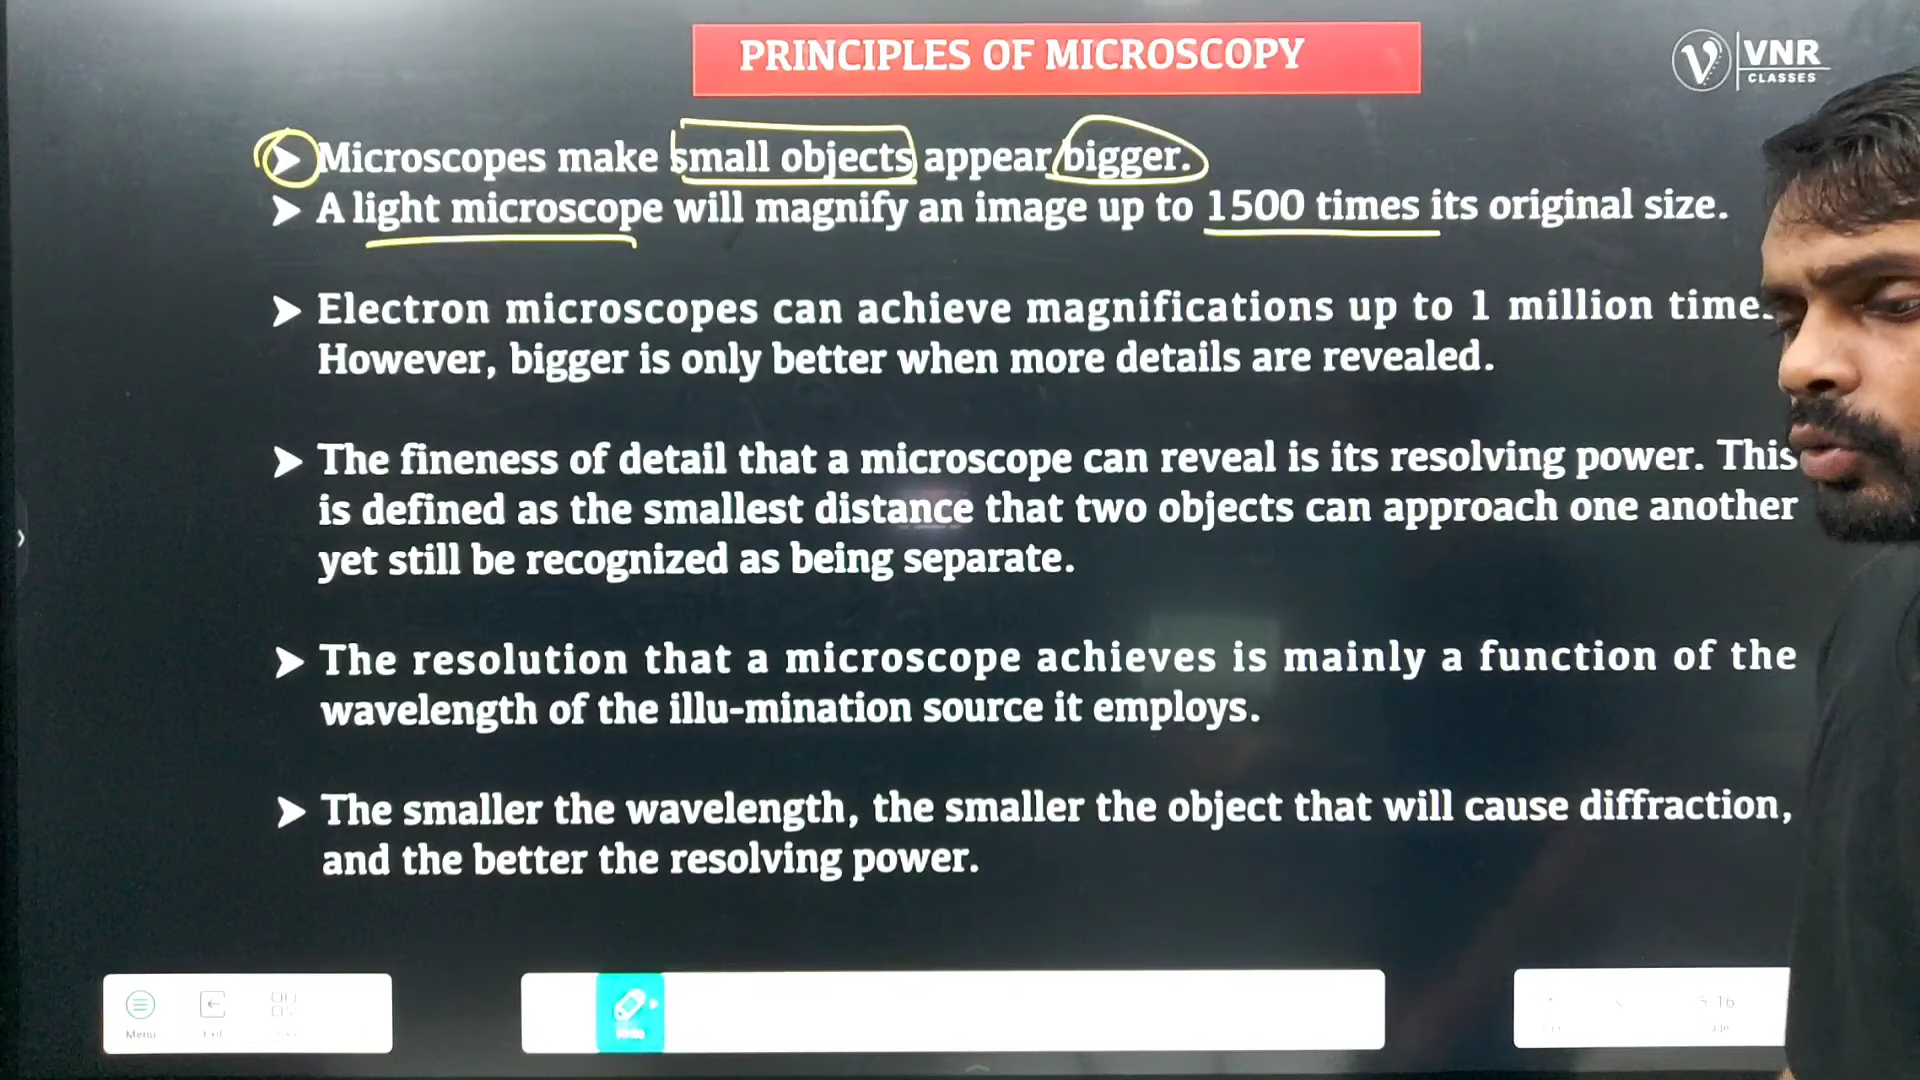 PRINCIPLES OF MICROSCOPY
VNR
CLASSES
➤ Microscopes make small objects appear bigger.
➤ A light microscope will magnify an image up to 1500 times its original size.
➤ Electron microscopes can achieve magnifications up to 1 million
However, bigger is only better when more details are revealed.
➤ The fineness of detail that a microscope can reveal is its resolving power. This
is defined as the smallest distance that two objects can approach one another
yet still be recognized as being separate.
➤ The resolution that a microscope achieves is mainly a function of the
wavelength of the illu-mination source it employs.
➤ The smaller the wavelength, the smaller the object that will cause diffraction,
and the better the resolving power.
Menu